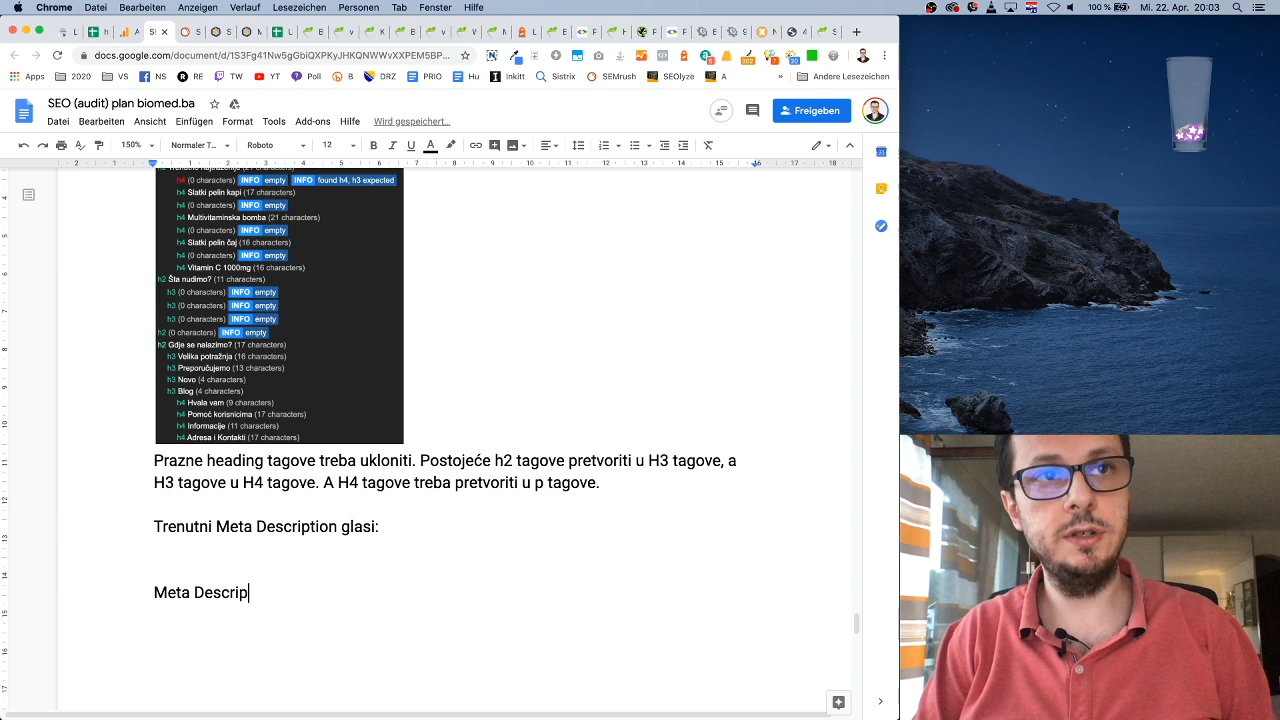 Chrome Datei Bearbeiten Anzeigen Verlauf Lesezeichen Personen Tab Fenster Hilfe 100 % Mi. 22. Apr. 20:03
docs.google.com/document/d/1S3Fg41Nw5gGbIQXPKyJHKQNWWvXXPEM5BP...
Apps 2020 VS NS RE TW YT Poll B DRZ PRIO Hu Inkitt Sistrix SEMrush SEOlyze A » Andere Lesezeichen
SEO (audit) plan biomed.ba
Datei Bearbeiten Ansicht Einfügen Format Tools Add-ons Hilfe Wird gespeichert...
Freigeben
150% Normaler T... Roboto 12
h4 (0 characters) INFO empty INFO found h4, h3 expected
h4 Slatki pelin kapi (17 characters)
h4 (0 characters) INFO empty
h4 Multivitaminska bomba (21 characters)
h4 (0 characters) INFO empty
h4 Slatki pelin čaj (16 characters)
h4 (0 characters) INFO empty
h4 Vitamin C 1000mg (16 characters)
h2 Šta nudimo? (11 characters)
h3 (0 characters) INFO empty
h3 (0 characters) INFO empty
h3 (0 characters) INFO empty
h2 (0 characters) INFO empty
h2 Gdje se nalazimo? (17 characters)
h3 Velika potražnja (16 characters)
h3 Preporučujemo (13 characters)
h3 Novo (4 characters)
h3 Blog (4 characters)
h4 Hvala vam (9 characters)
h4 Pomoć korisnicima (17 characters)
h4 Informacije (11 characters)
h4 Adresa i Kontakti (17 characters)
Prazne heading tagove treba ukloniti. Postojeće h2 tagove pretvoriti u H3 tagove, a
H3 tagove u H4 tagove. A H4 tagove treba pretvoriti u p tagove.
Trenutni Meta Description glasi:
Meta Descrip